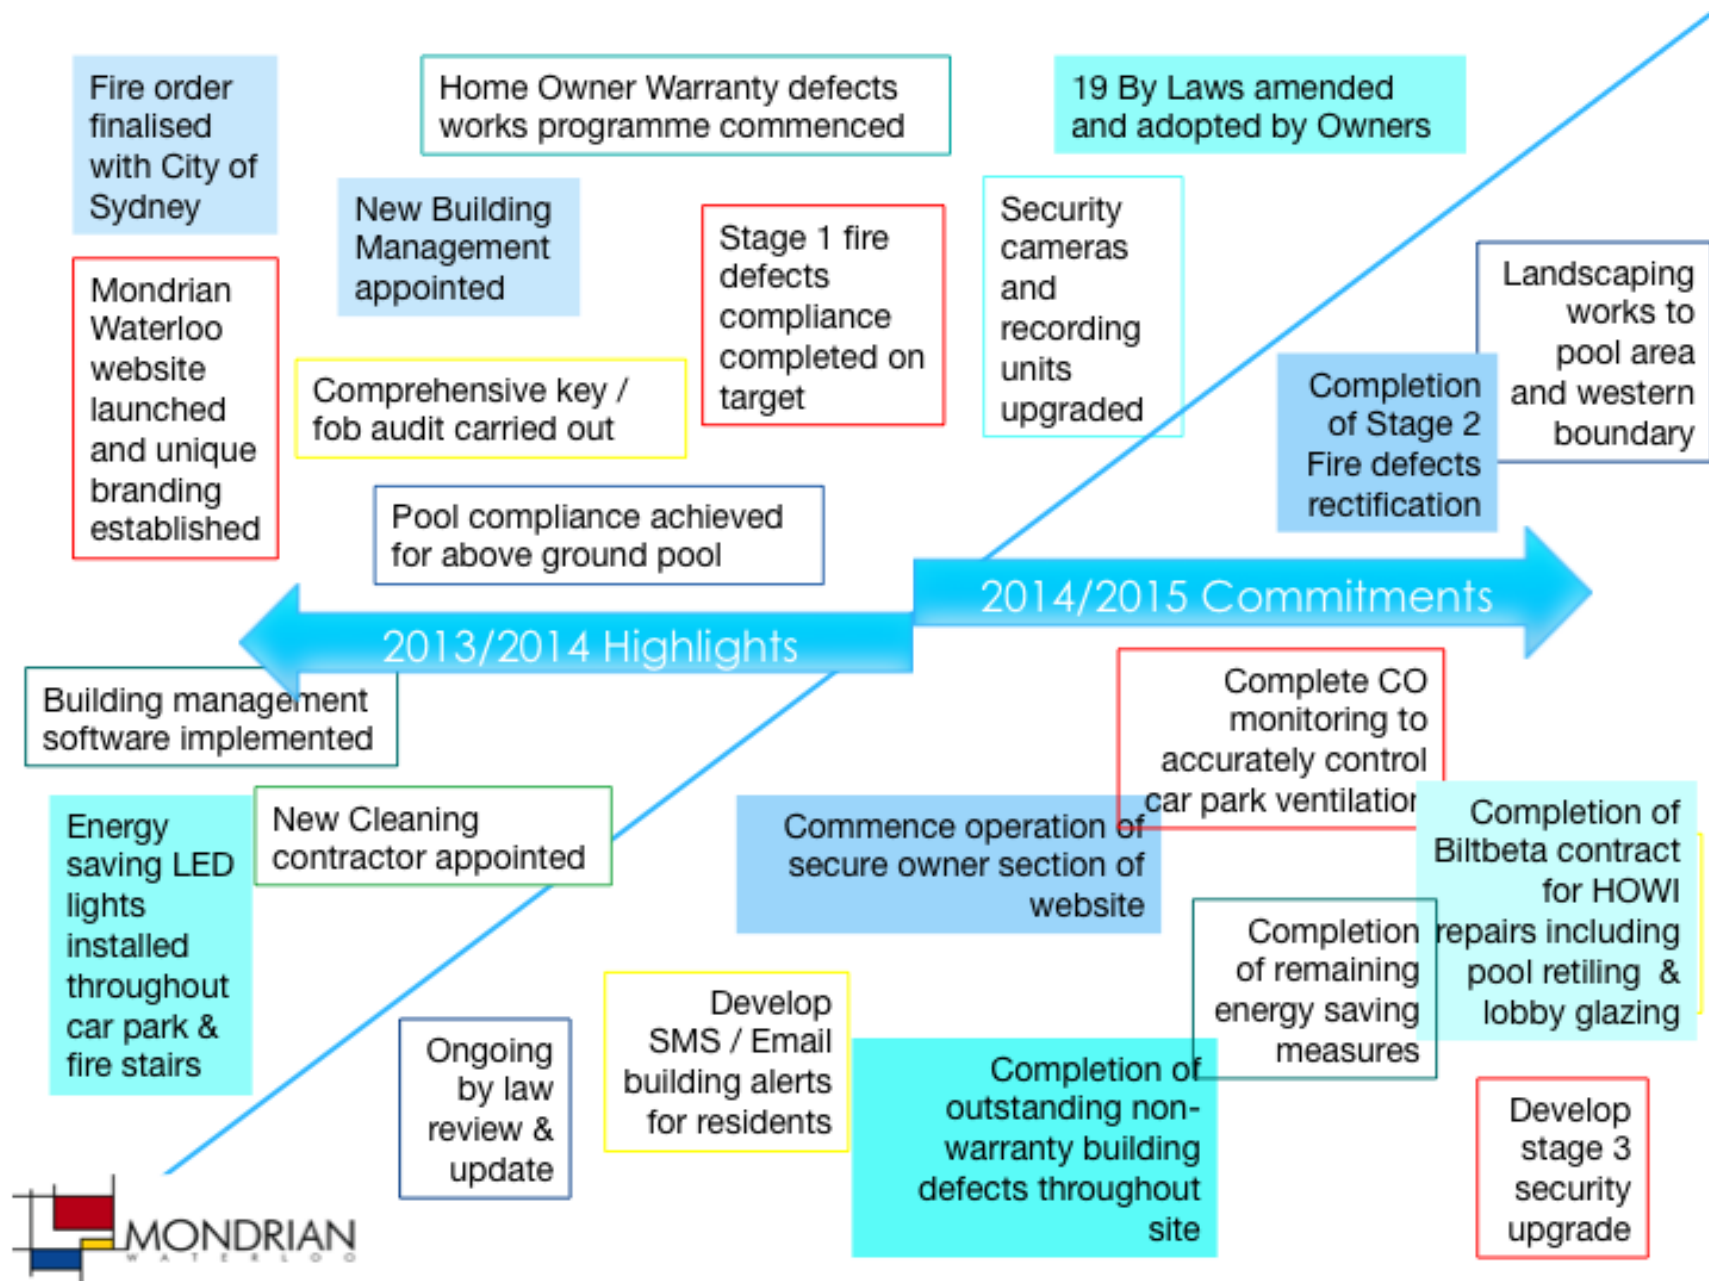 Fire order
finalised
with City of
Sydney
Home Owner Warranty defects
works programme commenced
19 By Laws amended
and adopted by Owners
New Building
Management
appointed
Stage 1 fire
defects
compliance
completed on
target
Security
cameras
and
recording
units
upgraded
Mondrian
Waterloo
website
launched
and unique
branding
established
Comprehensive key /
fob audit carried out
Landscaping
works to
pool area
and western
boundary
Completion
of Stage 2
Fire defects
rectification
Pool compliance achieved
for above ground pool
2014/2015 Commitments
2013/2014 Highlights
Building management
software implemented
Complete CO
monitoring to
accurately control
car park ventilation
Energy
saving LED
lights
installed
throughout
car park &
fire stairs
New Cleaning
contractor appointed
Commence operation of
secure owner section of
website
Completion of
Biltbeta contract
for HOWI
repairs including
pool retiling &
lobby glazing
Completion
of remaining
energy saving
measures
Ongoing
by law
review &
update
Develop
SMS / Email
building alerts
for residents
Completion of
outstanding non-
warranty building
defects throughout
site
Develop
stage 3
security
upgrade
MONDRIAN
WATERLOO